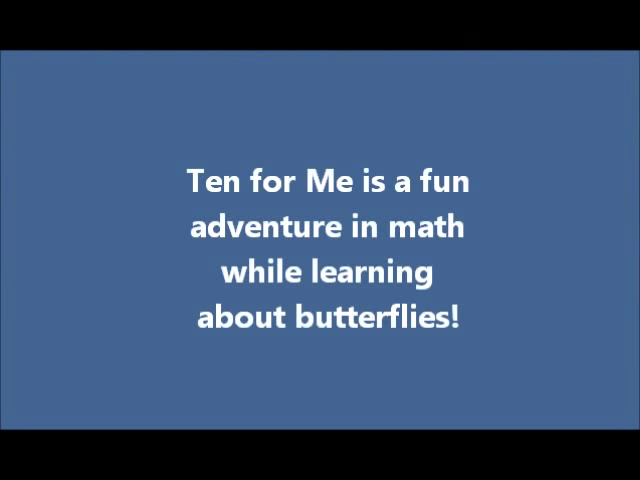 Ten for Me is a fun
adventure in math
while learning
about butterflies!